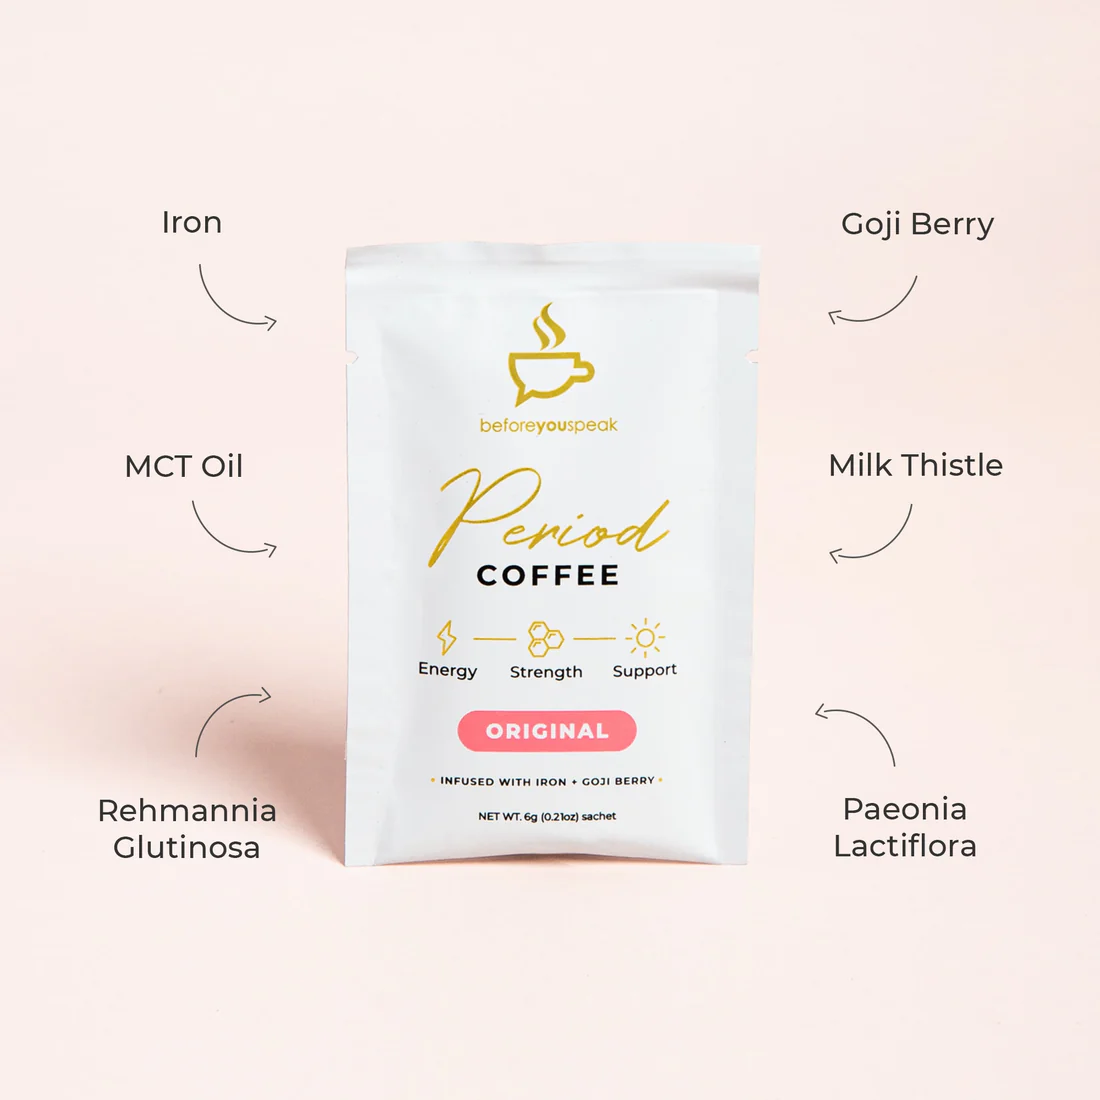 Iron
Goji Berry
MCT Oil
Milk Thistle
Rehmannia
Glutinosa
Paeonia
Lactiflora
beforeyouspeak
Period
COFFEE
Energy
Strength
Support
ORIGINAL
• INFUSED WITH IRON + GOJI BERRY •
NET WT. 6g (0.21oz) sachet